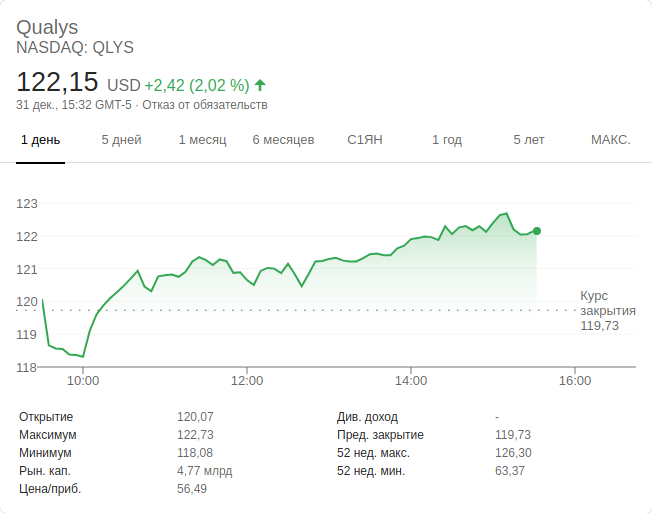 Qualys
NASDAQ: QLYS
122,15 USD +2,42 (2,02 %)
31 дек., 15:32 GMT-5 · Отказ от обязательств
1 день 5 дней 1 месяц 6 месяцев С1ЯН 1 год 5 лет МАКС.
123
122
121
120
119
118
Курс
закрытия
119,73
10:00 12:00 14:00 16:00
Открытие 120,07
Максимум 122,73
Минимум 118,08
Рын. кап. 4,77 млрд
Цена/приб. 56,49
Див. доход -
Пред. закрытие 119,73
52 нед. макс. 126,30
52 нед. мин. 63,37